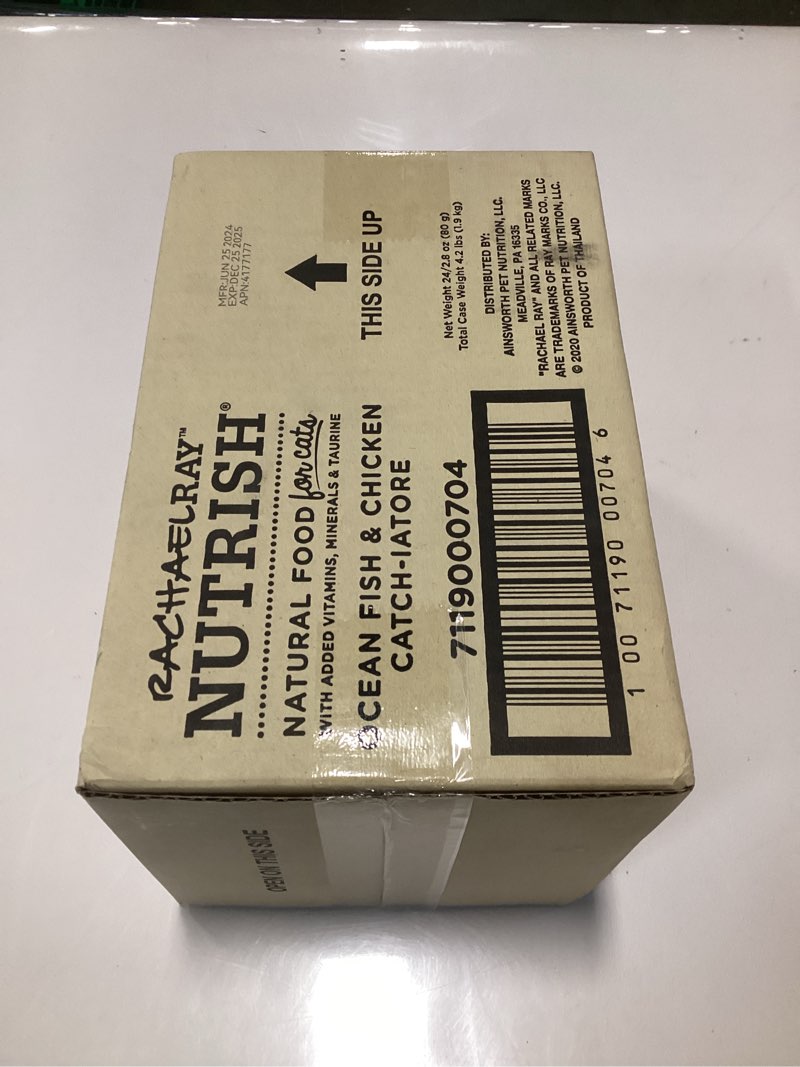 RACHAELRAY™
NUTRISH®
NATURAL FOOD for cats
WITH ADDED VITAMINS, MINERALS & TAURINE
OCEAN FISH & CHICKEN
CATCH-IATORE
7119000704
1 00 71190 00704 6
MFR:JUN 25 2024
EXP:DEC 25 2025
APN:4177177
THIS SIDE UP
Net Weight 24/2.8 oz (80 g)
Total Case Weight 4.2 lbs (1.9 kg)
DISTRIBUTED BY:
AINSWORTH PET NUTRITION, LLC.
MEADVILLE, PA 16335
"RACHAEL RAY" AND ALL RELATED MARKS
ARE TRADEMARKS OF RAY MARKS CO., LLC
© 2020 AINSWORTH PET NUTRITION, LLC.
PRODUCT OF THAILAND
OPEN ON THIS SIDE